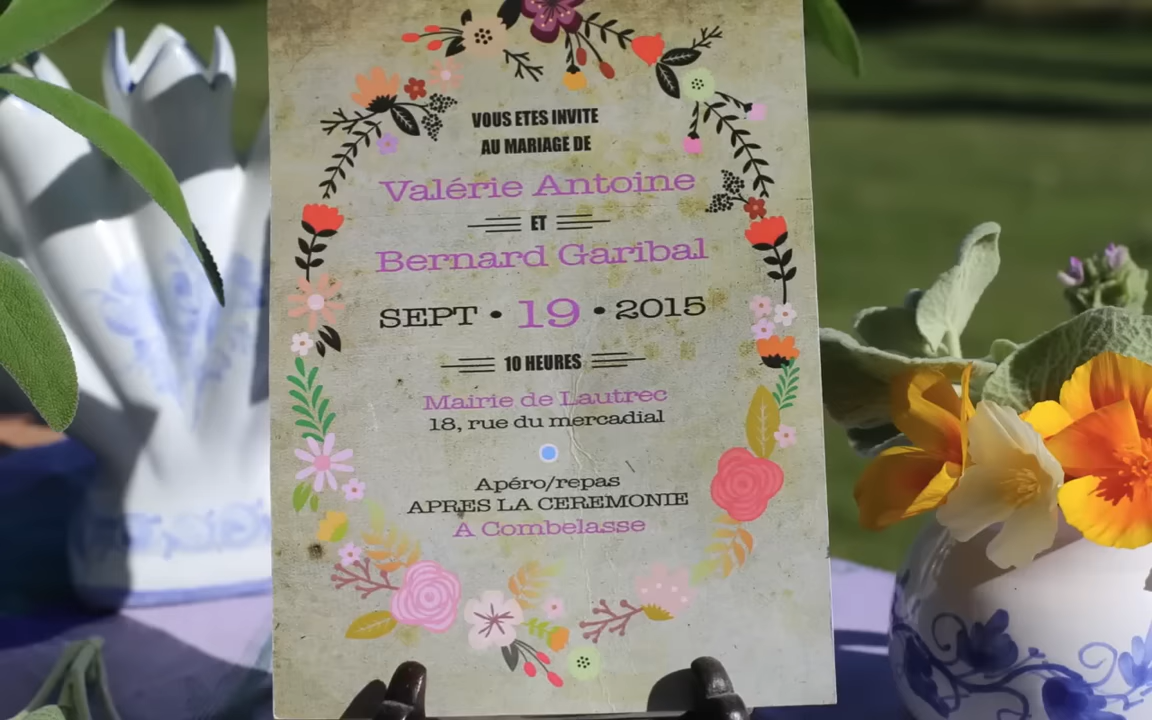 VOUS ETES INVITE
AU MARIAGE DE
Valérie Antoine
ET
Bernard Garibal
SEPT • 19 • 2015
10 HEURES
Mairie de Lautrec
18, rue du mercadial
Apéro/repas
APRES LA CEREMONIE
A Combelasse